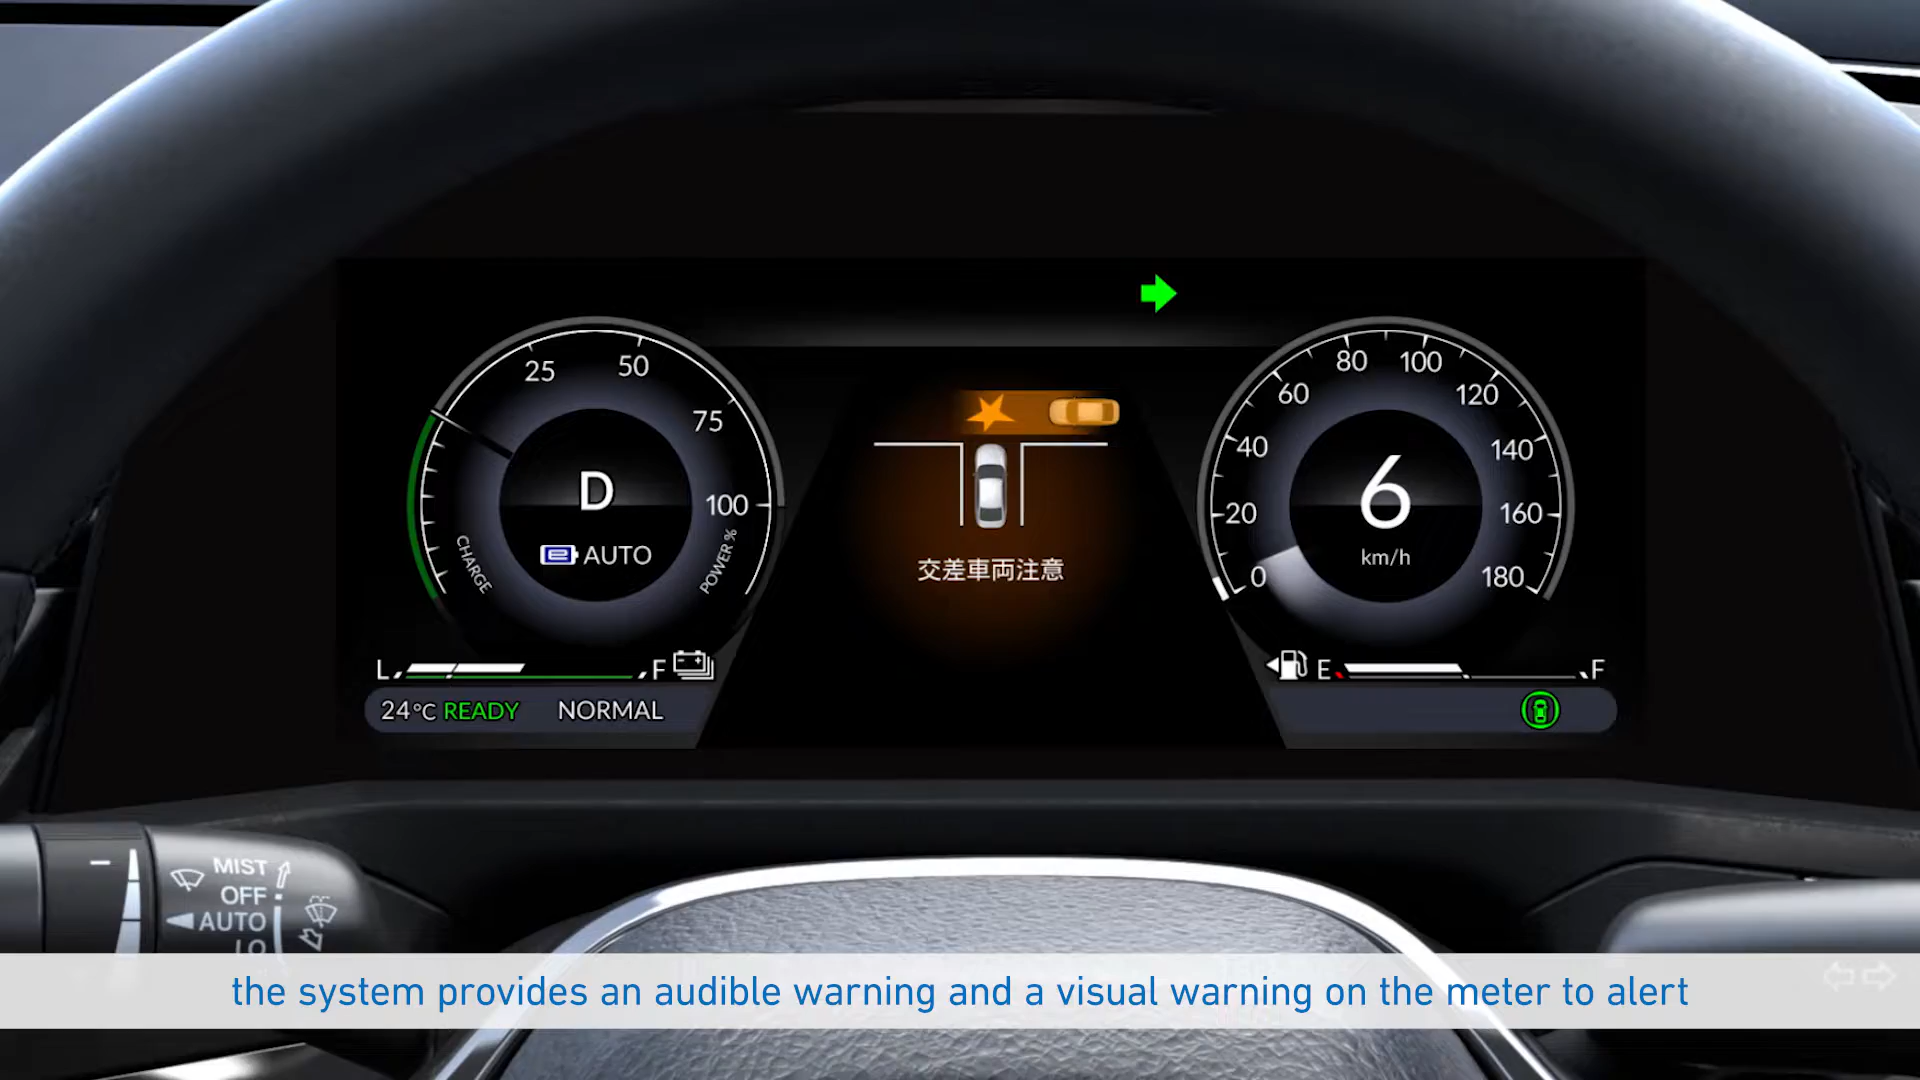 25
50
75
100
D
AUTO
CHARGE
POWER %
交差車両注意
0
20
40
60
80
100
120
140
160
180
6
km/h
L
F
E
F
24°C READY NORMAL
MIST
OFF
AUTO
LO
the system provides an audible warning and a visual warning on the meter to alert